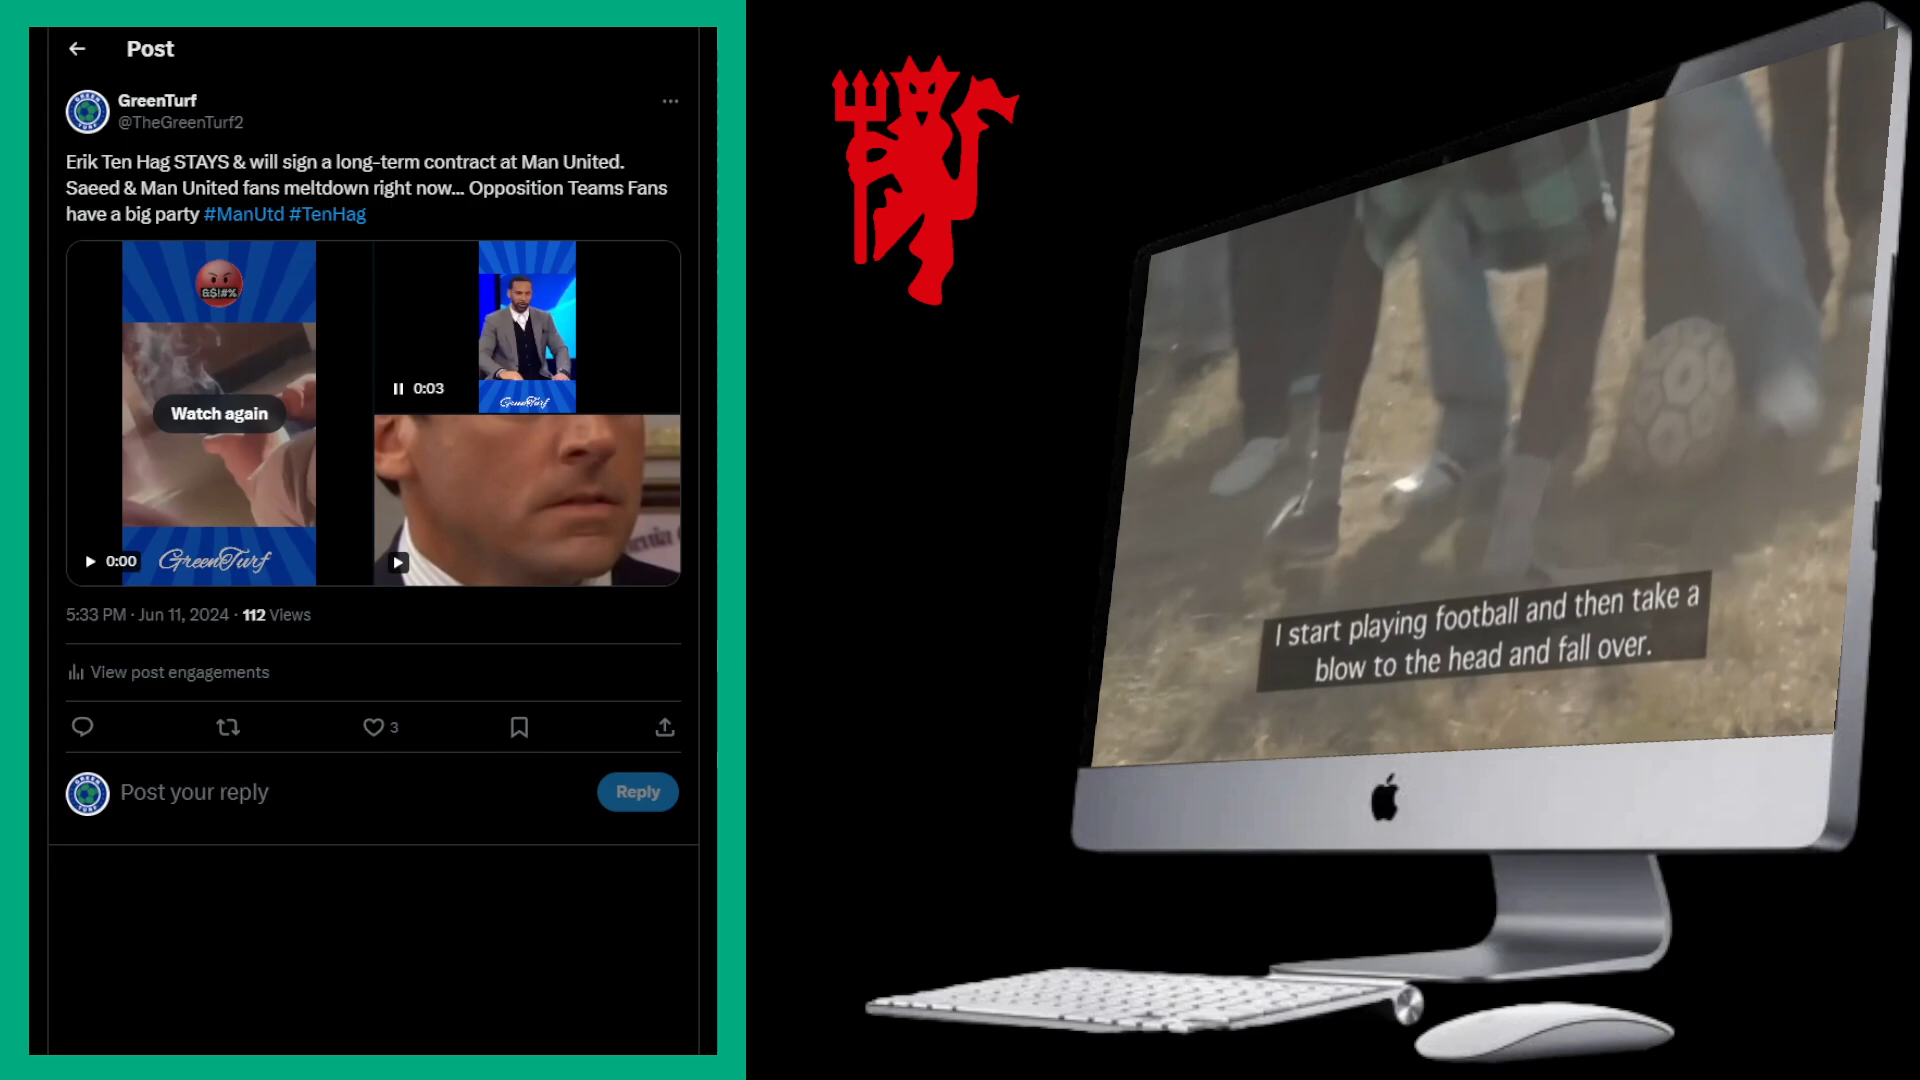 Post
GreenTurf
@TheGreenTurf2
Erik Ten Hag STAYS & will sign a long-term contract at Man United.
Saeed & Man United fans meltdown right now... Opposition Teams Fans
have a big party #ManUtd #TenHag
&$!#%
Watch again
0:00
GreenTurf
0:03
GreenTurf
5:33 PM · Jun 11, 2024 · 112 Views
View post engagements
3
GREEN
TURF
Post your reply
Reply
I start playing football and then take a
blow to the head and fall over.